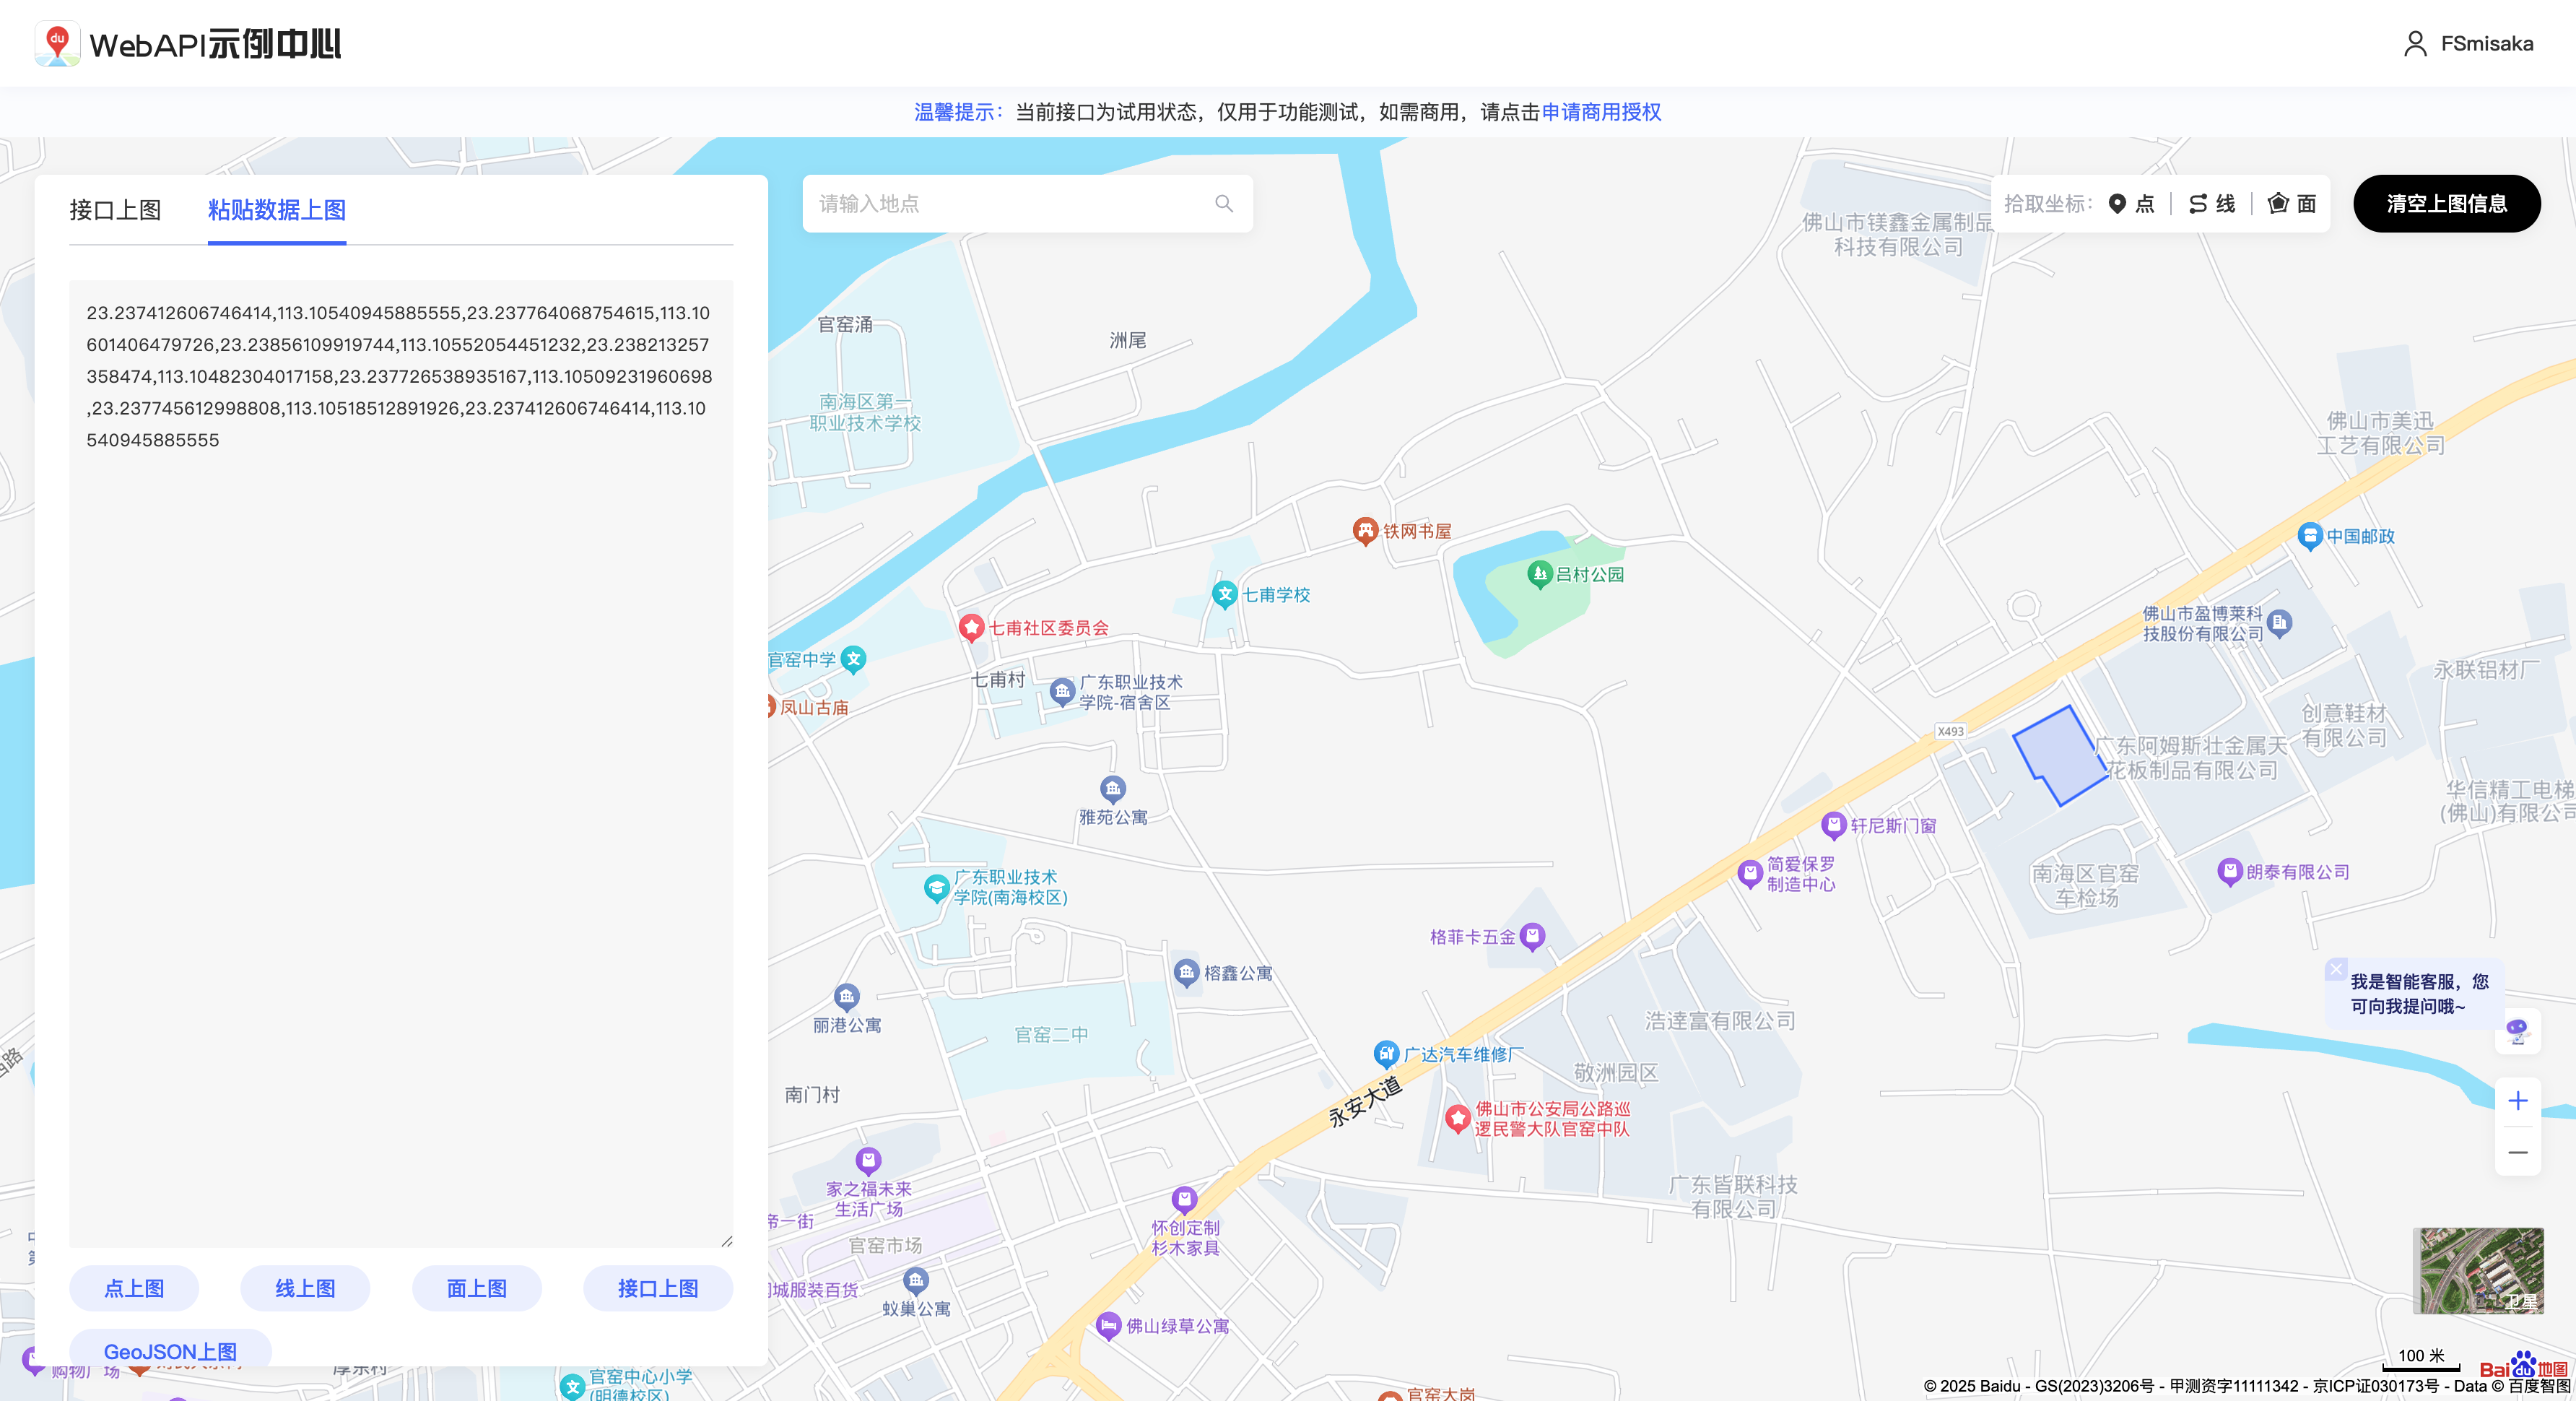 WebAPI示例中心
FSmisaka
温馨提示：当前接口为试用状态，仅用于功能测试，如需商用，请点击申请商用授权
接口上图
粘贴数据上图
请输入地点
拾取坐标：
点
线
面
清空上图信息
23.237412606746414,113.10540945885555,23.237764068754615,113.10
601406479726,23.23856109919744,113.10552054451232,23.238213257
358474,113.10482304017158,23.237726538935167,113.10509231960698
,23.237745612998808,113.10518512891926,23.237412606746414,113.10
540945885555
点上图
线上图
面上图
接口上图
GeoJSON上图
佛山市镁鑫金属制品
科技有限公司
官窑涌
洲尾
南海区第一
职业技术学校
佛山市美迅
工艺有限公司
铁网书屋
中国邮政
吕村公园
七甫学校
佛山市盈博莱科
技股份有限公司
七甫社区委员会
官窑中学
七甫村
广东职业技术
学院-宿舍区
永联铝材厂
凤山古庙
创意鞋材
有限公司
X493
广东阿姆斯壮金属天
花板制品有限公司
华信精工电梯
(佛山)有限公司
雅苑公寓
轩尼斯门窗
简爱保罗
制造中心
南海区官窑
车检场
朗泰有限公司
广东职业技术
学院(南海校区)
格菲卡五金
榕鑫公寓
我是智能客服，您
可向我提问哦~
丽港公寓
官窑二中
浩達富有限公司
广达汽车维修厂
敬洲园区
南门村
永安大道
佛山市公安局公路巡
逻民警大队官窑中队
家之福未来
生活广场
广东皆联科技
有限公司
帝一街
怀创定制
杉木家具
官窑市场
城服装百货
蚁巢公寓
卫星
佛山绿草公寓
购物广场
官窑中心小学
(明德校区)
官窑大岗
100 米
Bai du 地图
© 2025 Baidu - GS(2023)3206号 - 甲测资字11111342 - 京ICP证030173号 - Data © 百度智图